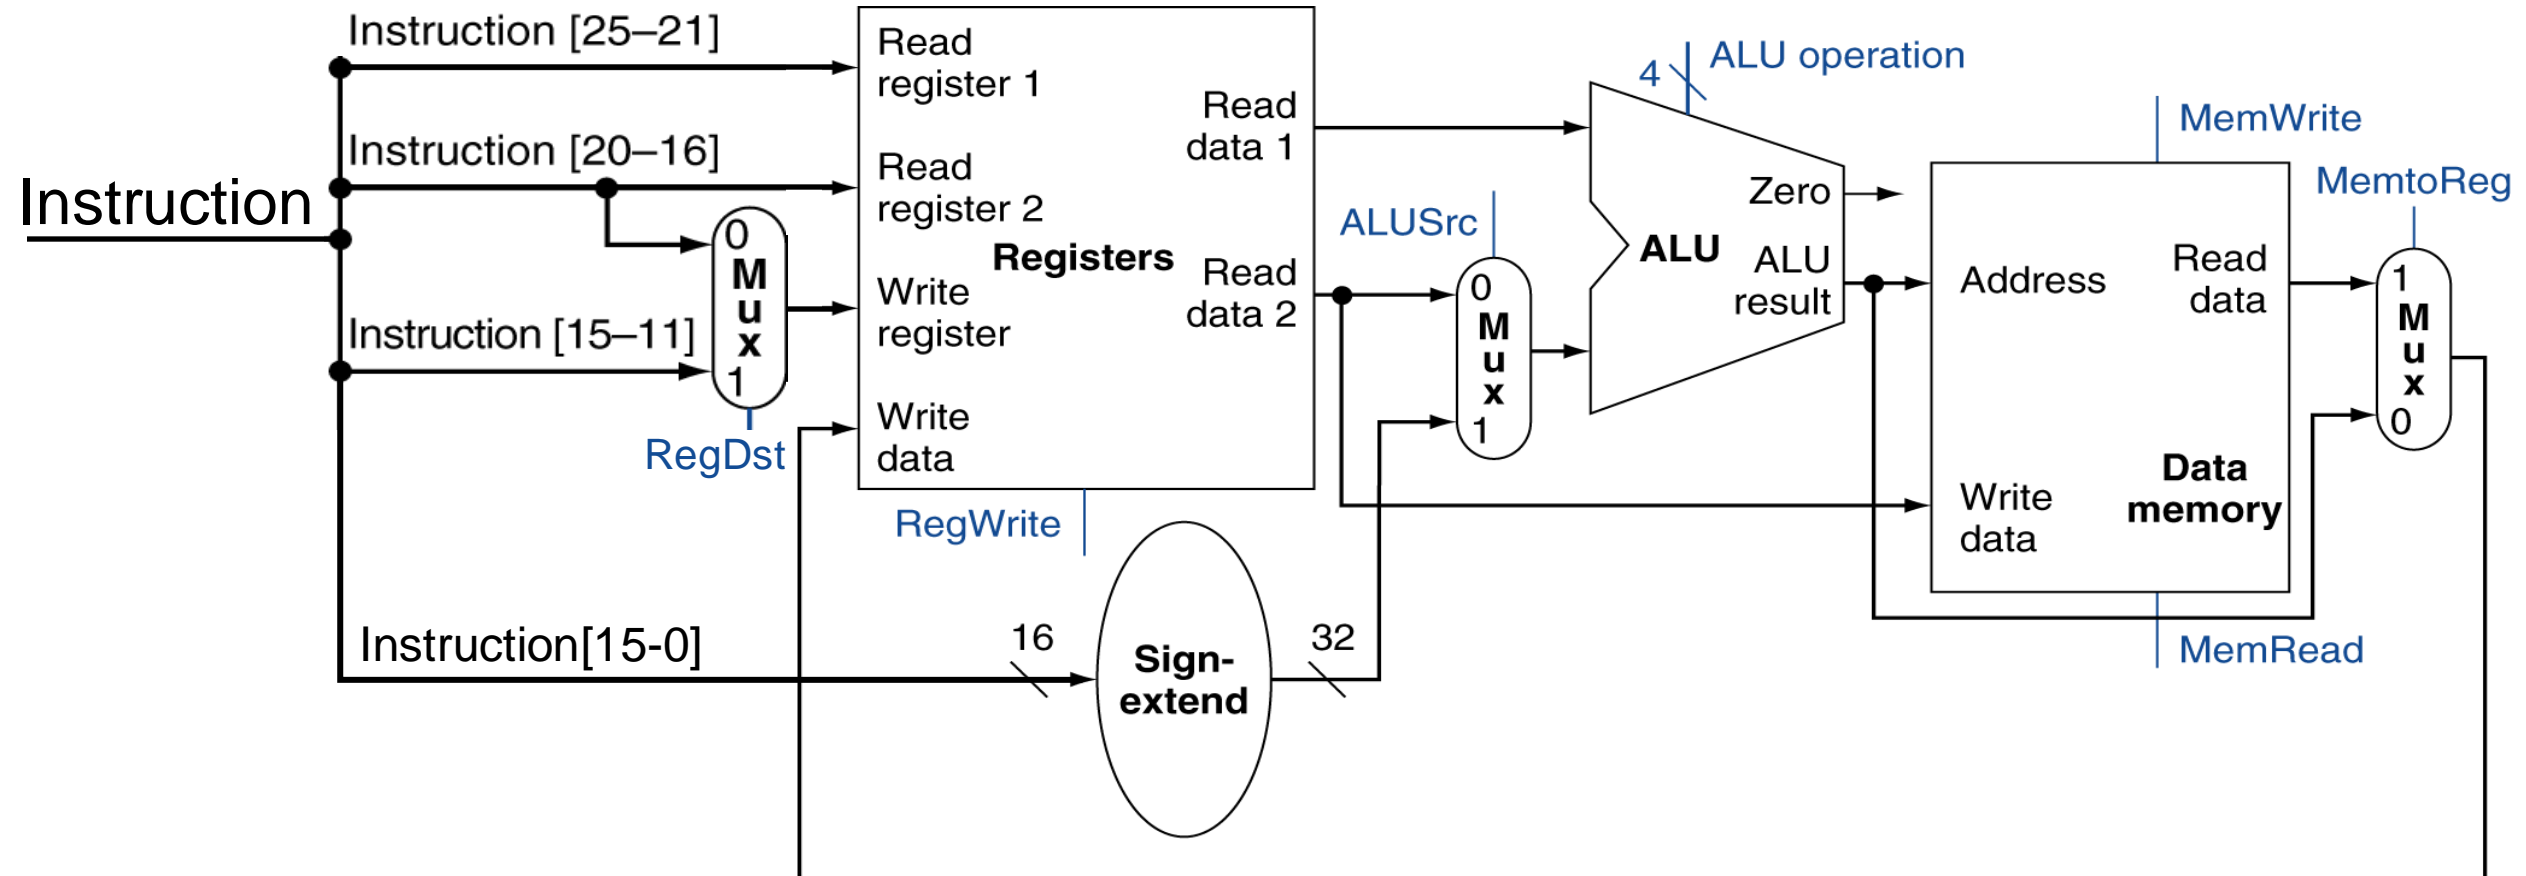 Instruction
Instruction [25–21]
Instruction [20–16]
Instruction [15–11]
Instruction[15-0]
0
M
u
x
1
RegDst
Read
register 1
Read
register 2
Write
register
Write
data
Registers
Read
data 1
Read
data 2
RegWrite
16
Sign-
extend
32
ALUSrc
0
M
u
x
1
4
ALU operation
ALU
Zero
ALU
result
MemWrite
Address
Read
data
Write
data
Data
memory
MemRead
MemtoReg
1
M
u
x
0